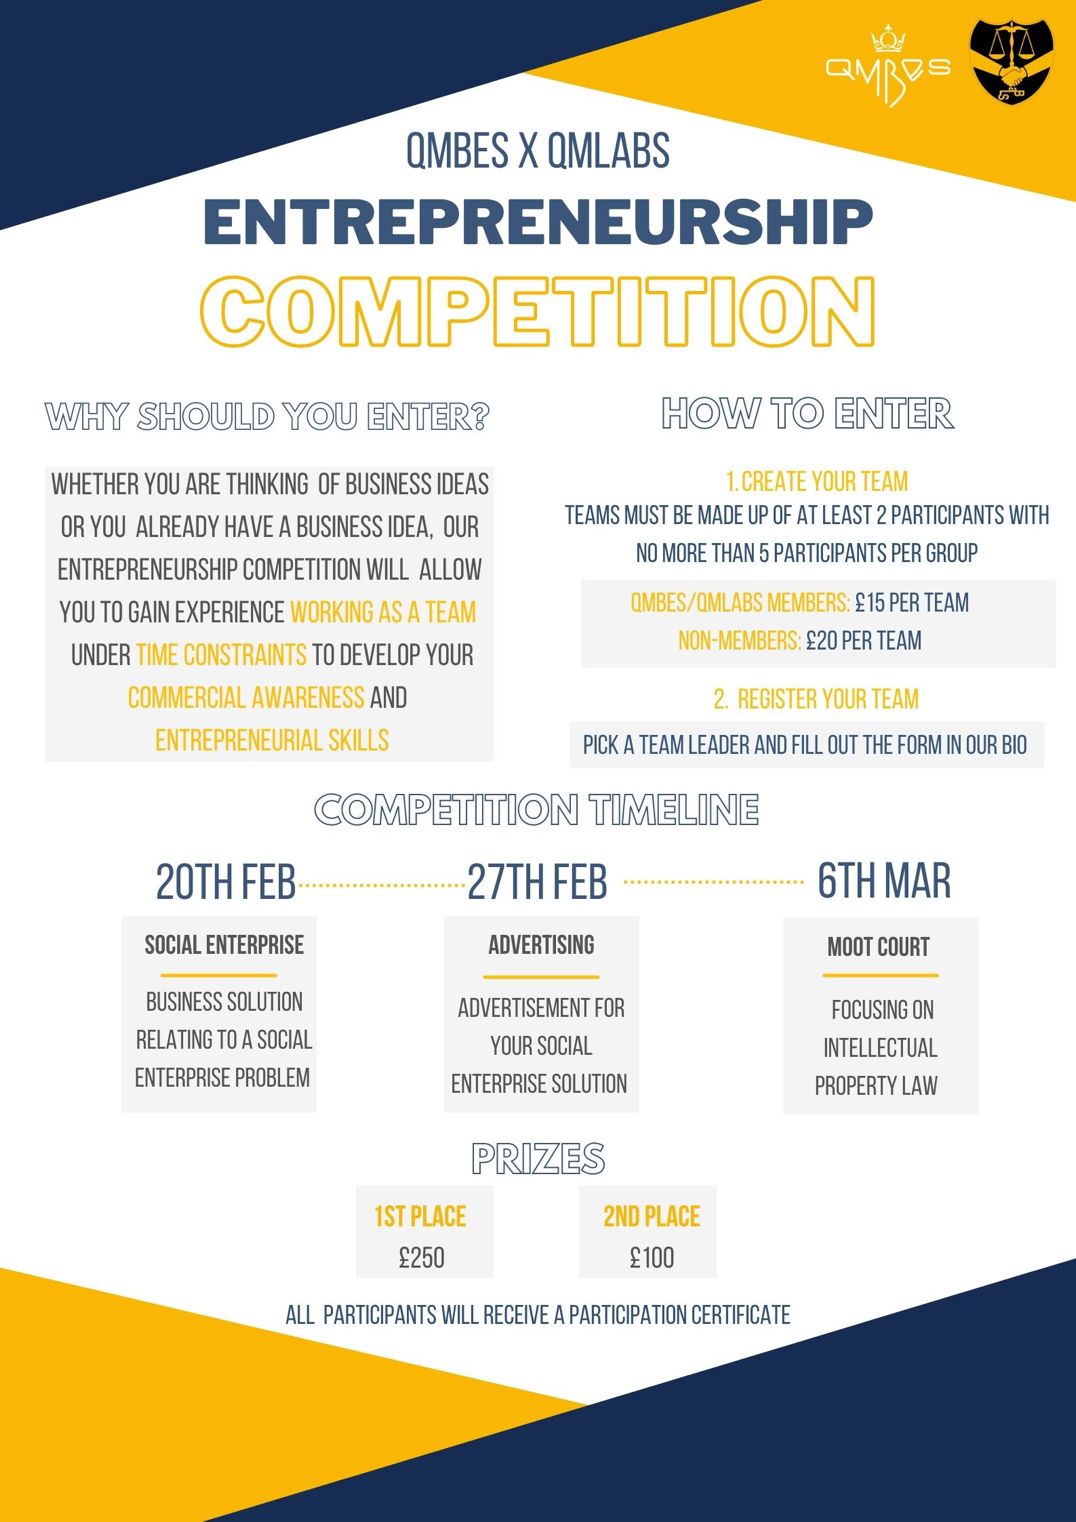 QMBES
QMBES X QMLABS
ENTREPRENEURSHIP
COMPETITION
WHY SHOULD YOU ENTER?
WHETHER YOU ARE THINKING OF BUSINESS IDEAS
OR YOU ALREADY HAVE A BUSINESS IDEA, OUR
ENTREPRENEURSHIP COMPETITION WILL ALLOW
YOU TO GAIN EXPERIENCE WORKING AS A TEAM
UNDER TIME CONSTRAINTS TO DEVELOP YOUR
COMMERCIAL AWARENESS AND
ENTREPRENEURIAL SKILLS
HOW TO ENTER
1. CREATE YOUR TEAM
TEAMS MUST BE MADE UP OF AT LEAST 2 PARTICIPANTS WITH
NO MORE THAN 5 PARTICIPANTS PER GROUP
QMBES/QMLABS MEMBERS: £15 PER TEAM
NON-MEMBERS: £20 PER TEAM
2. REGISTER YOUR TEAM
PICK A TEAM LEADER AND FILL OUT THE FORM IN OUR BIO
COMPETITION TIMELINE
20TH FEB
SOCIAL ENTERPRISE
BUSINESS SOLUTION
RELATING TO A SOCIAL
ENTERPRISE PROBLEM
27TH FEB
ADVERTISING
ADVERTISEMENT FOR
YOUR SOCIAL
ENTERPRISE SOLUTION
6TH MAR
MOOT COURT
FOCUSING ON
INTELLECTUAL
PROPERTY LAW
PRIZES
1ST PLACE
£250
2ND PLACE
£100
ALL PARTICIPANTS WILL RECEIVE A PARTICIPATION CERTIFICATE